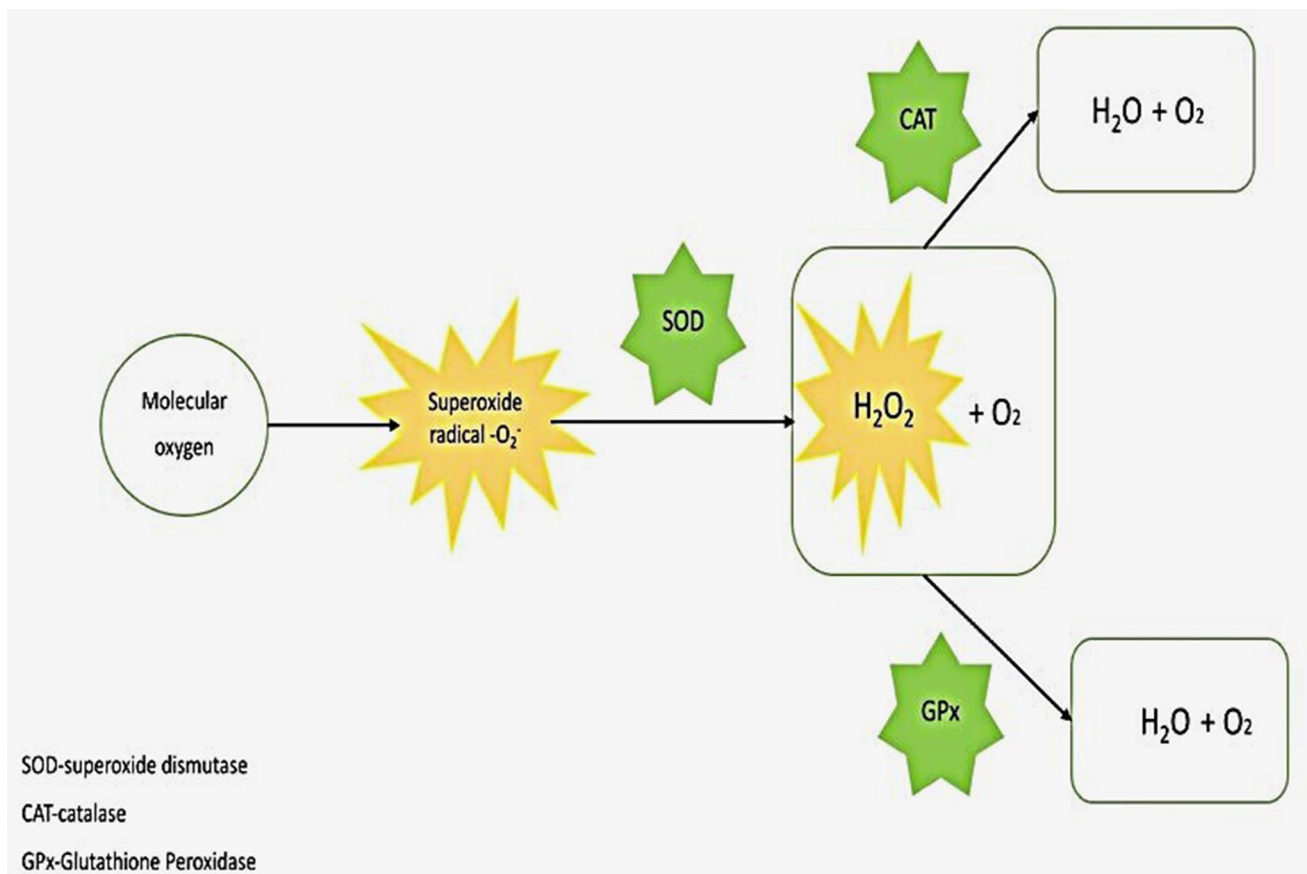 Molecular
oxygen
Superoxide
radical -O₂⁻
SOD
H₂O₂ + O₂
CAT
H₂O + O₂
GPx
H₂O + O₂
SOD-superoxide dismutase
CAT-catalase
GPx-Glutathione Peroxidase